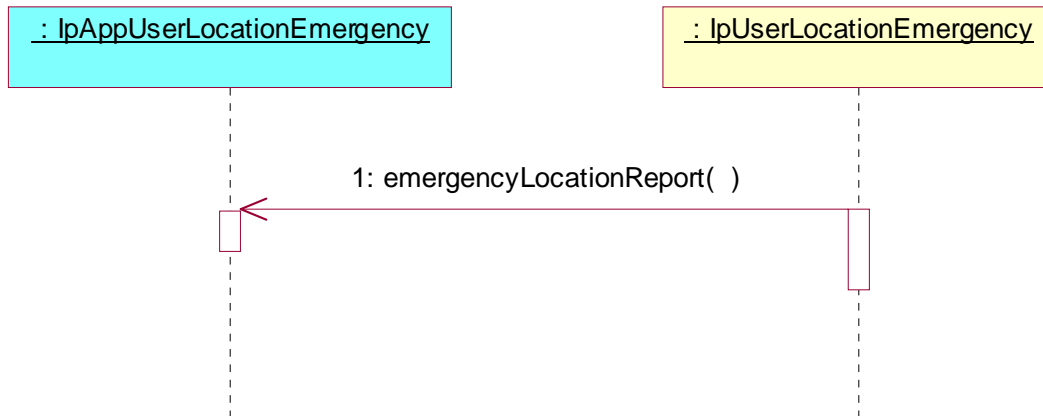 : IpAppUserLocationEmergency
: IpUserLocationEmergency
1: emergencyLocationReport(  )